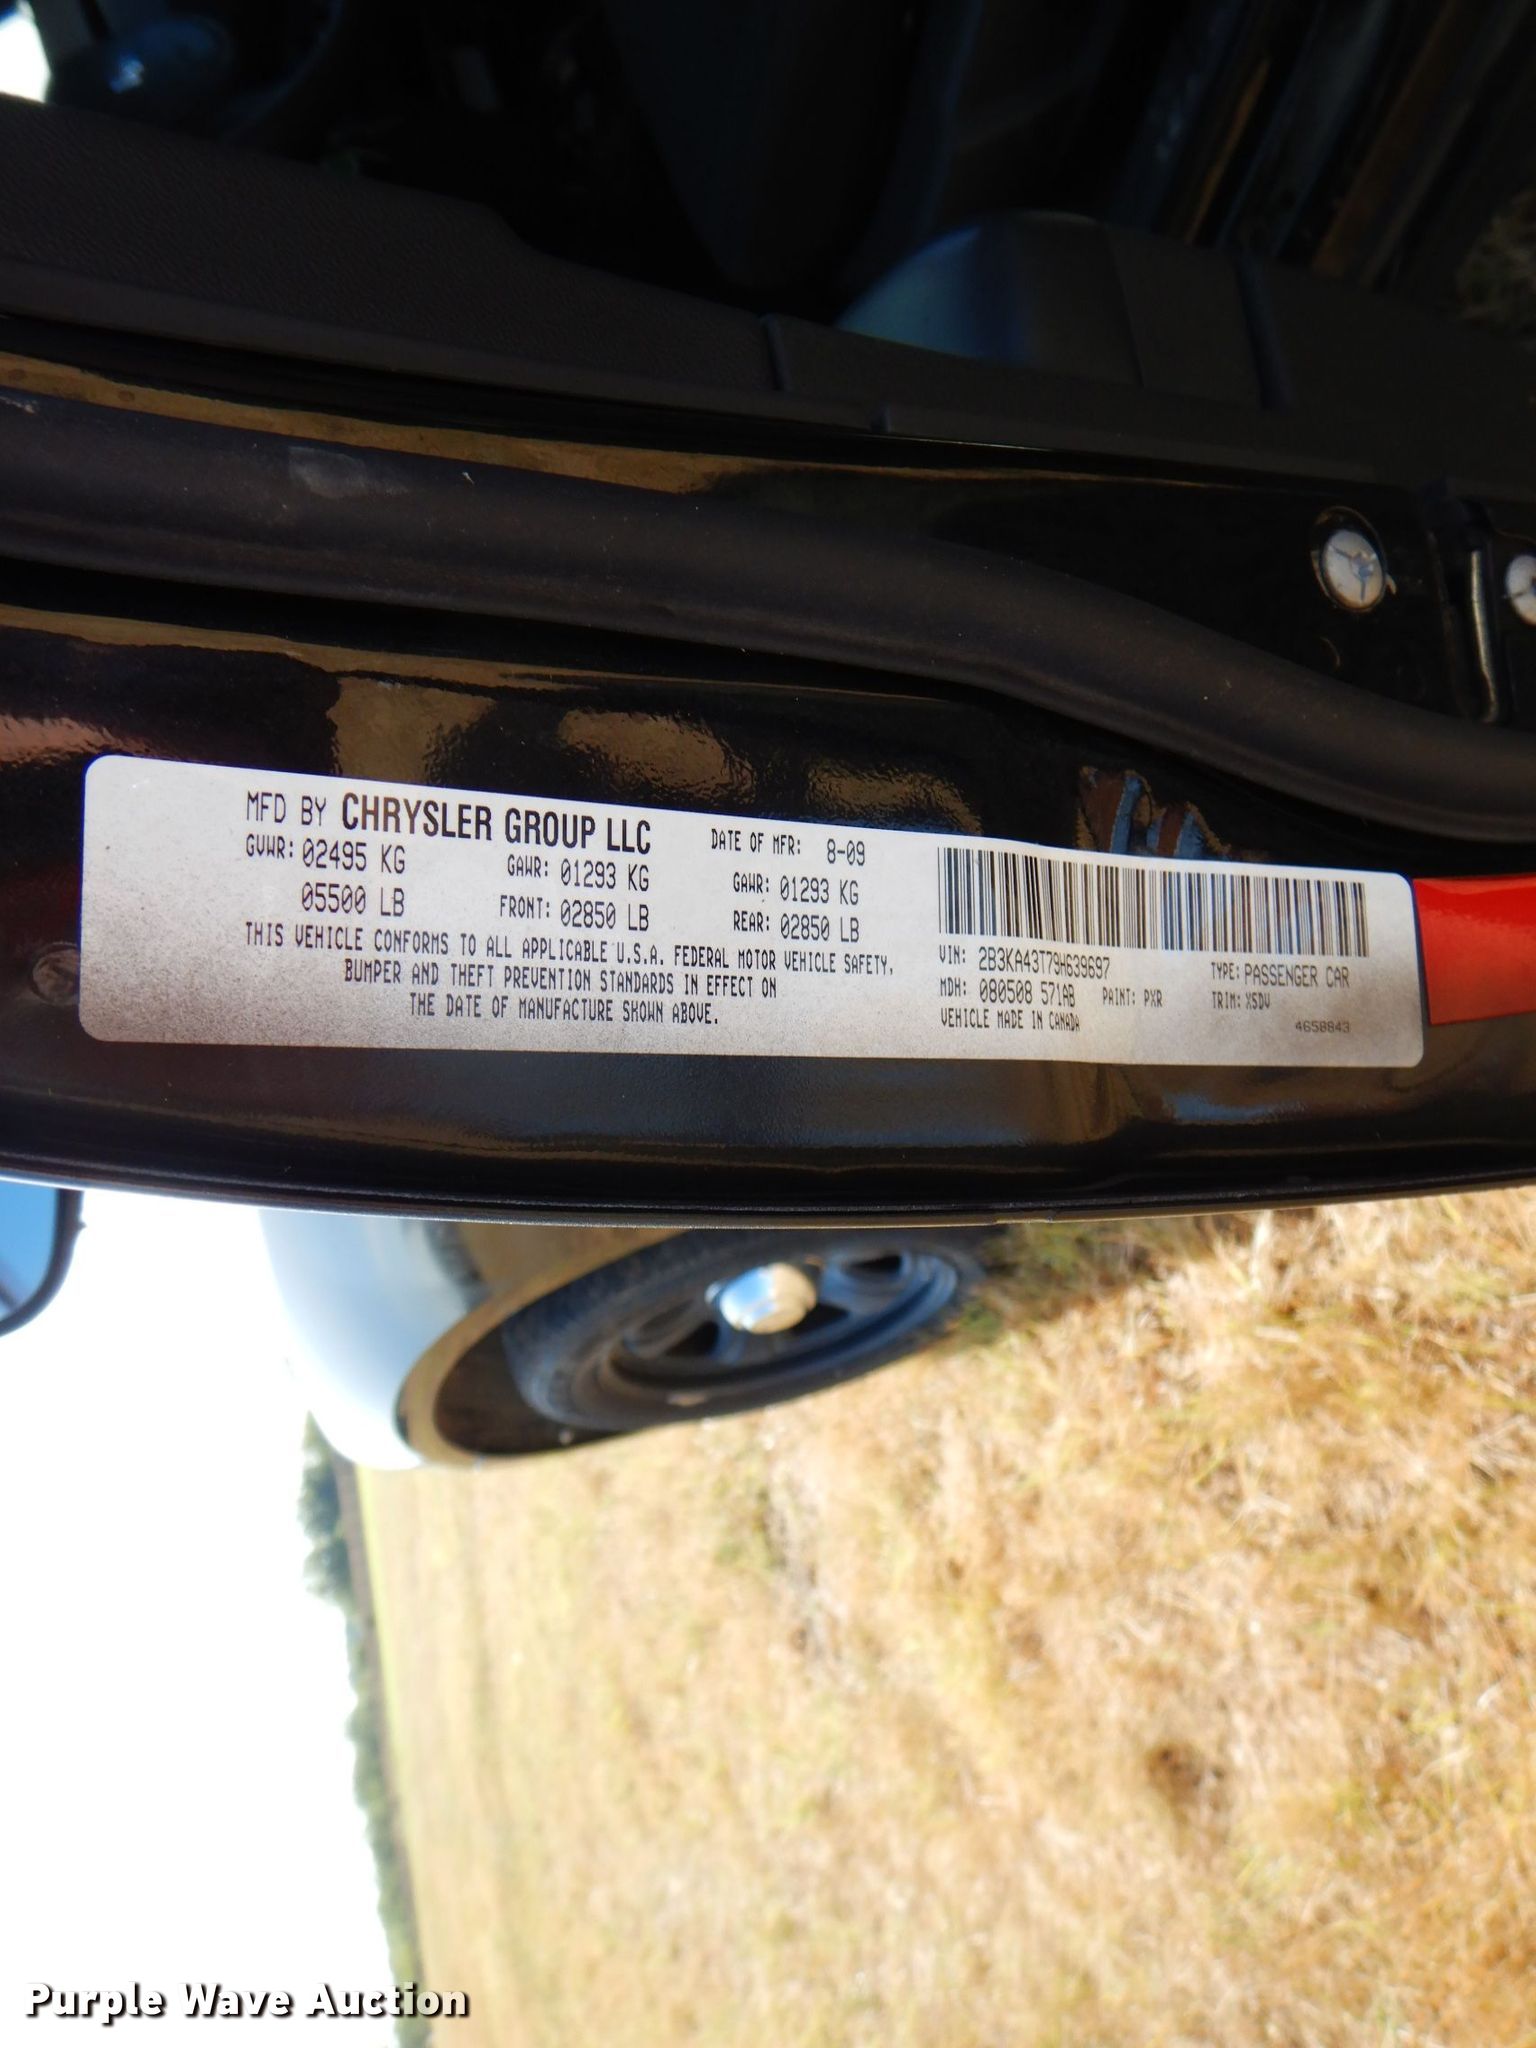 MFD BY CHRYSLER GROUP LLC
DATE OF MFR: 8-09
GVWR: 02495 KG
GAWR: 01293 KG
GAWR: 01293 KG
05500 LB
FRONT: 02850 LB
REAR: 02850 LB
THIS VEHICLE CONFORMS TO ALL APPLICABLE U.S.A. FEDERAL MOTOR VEHICLE SAFETY,
BUMPER AND THEFT PREVENTION STANDARDS IN EFFECT ON
THE DATE OF MANUFACTURE SHOWN ABOVE.
VIN: 2B3KA43T79H639697
TYPE: PASSENGER CAR
MDH: 080508 571AB
PAINT: PXR
TRIM: XSDV
VEHICLE MADE IN CANADA
4658843
Purple Wave Auction